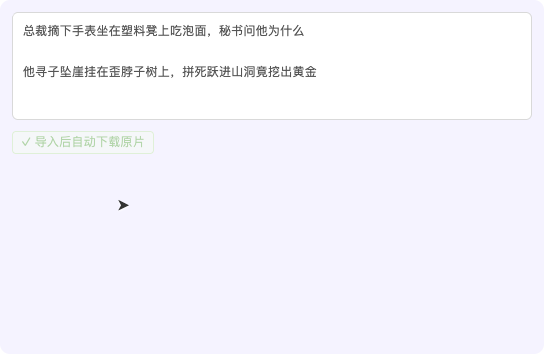 总裁摘下手表坐在塑料凳上吃泡面，秘书问他为什么
他寻子坠崖挂在歪脖子树上，拼死跃进山洞竟挖出黄金
✓ 导入后自动下载原片